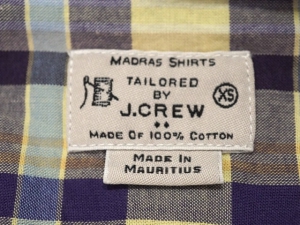 MADRAS SHIRTS
TAILORED
BY
XS
J.CREW
MADE OF 100% COTTON
MADE IN
MAURITIUS